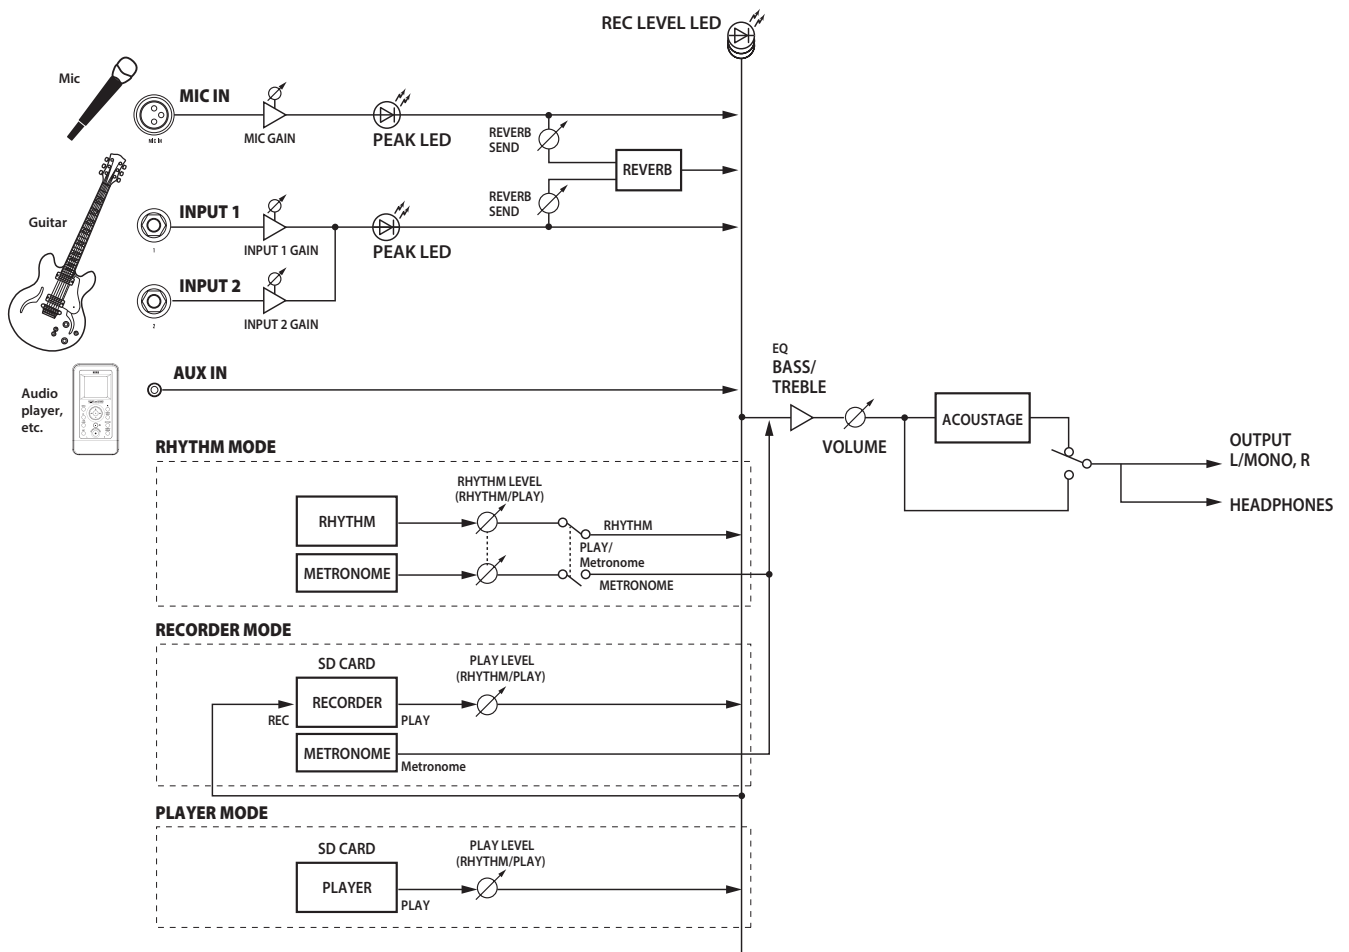 REC LEVEL LED
Mic
MIC IN
MIC IN
MIC GAIN
PEAK LED
REVERB
SEND
REVERB
REVERB
SEND
Guitar
INPUT 1
1
INPUT 1 GAIN
PEAK LED
INPUT 2
2
INPUT 2 GAIN
AUX IN
Audio
player,
etc.
EQ
BASS/
TREBLE
VOLUME
ACOUSTAGE
OUTPUT
L/MONO, R
HEADPHONES
RHYTHM MODE
RHYTHM LEVEL
(RHYTHM/PLAY)
RHYTHM
RHYTHM
PLAY/
Metronome
METRONOME
METRONOME
RECORDER MODE
SD CARD
PLAY LEVEL
(RHYTHM/PLAY)
RECORDER
REC
PLAY
METRONOME
Metronome
PLAYER MODE
SD CARD
PLAY LEVEL
(RHYTHM/PLAY)
PLAYER
PLAY